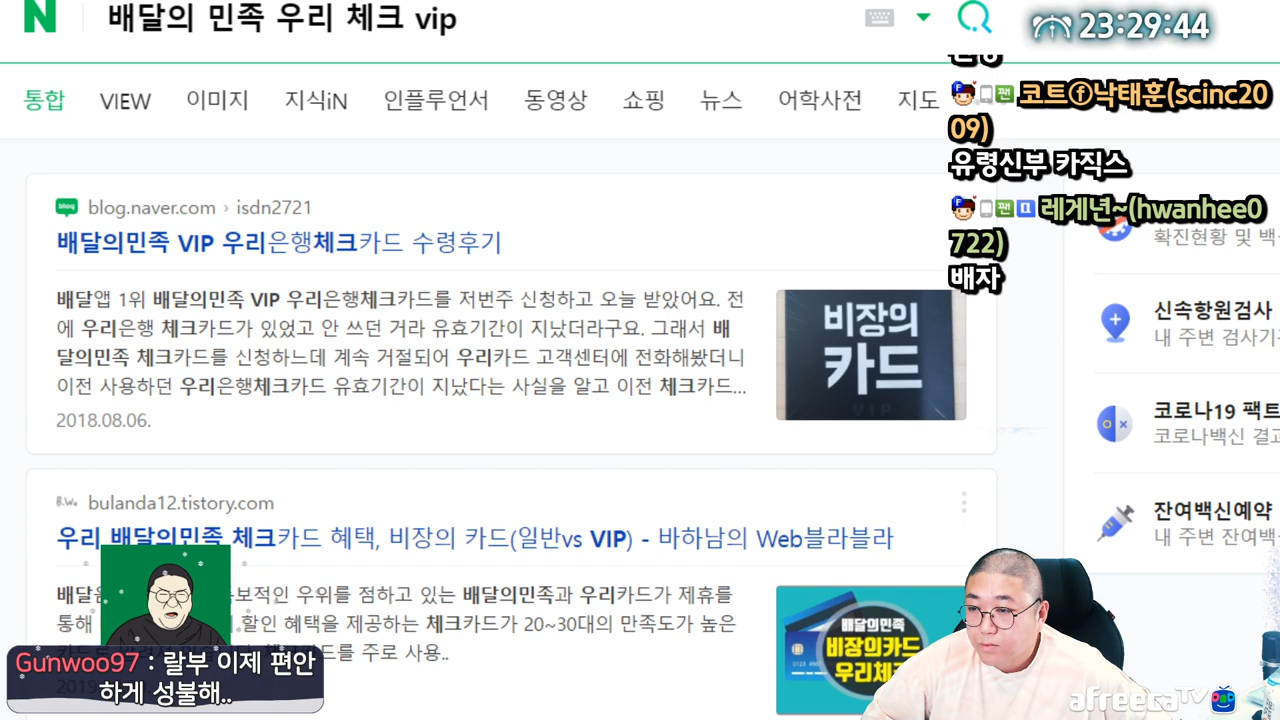 N 배달의 민족 우리 체크 vip
23:29:44
통합 VIEW 이미지 지식iN 인플루언서 동영상 쇼핑 뉴스 어학사전 지도
코트ⓕ낙태훈(scinc20
09)
유령신부 카직스
레게년~(hwanhee0
722)
배자
blog blog.naver.com › isdn2721
배달의민족 VIP 우리은행체크카드 수령후기
배달앱 1위 배달의민족 VIP 우리은행체크카드를 저번주 신청하고 오늘 받았어요. 전
에 우리은행 체크카드가 있었고 안 쓰던 거라 유효기간이 지났더라구요. 그래서 배
달의민족 체크카드를 신청하느데 계속 거절되어 우리카드 고객센터에 전화해봤더니
이전 사용하던 우리은행체크카드 유효기간이 지났다는 사실을 알고 이전 체크카드...
2018.08.06.
비장의
카드
VIP
확진현황 및 백
신속항원검사
내 주변 검사기
코로나19 팩트
코로나백신 결
잔여백신예약
내 주변 잔여백
B.W. bulanda12.tistory.com
우리 배달의민족 체크카드 혜택, 비장의 카드(일반vs VIP) - 바하남의 Web블라블라
배달 보적인 우위를 점하고 있는 배달의민족과 우리카드가 제휴를
통해 할인 혜택을 제공하는 체크카드가 20~30대의 만족도가 높은
드를 주로 사용..
2019
배달의민족
비장의카드
우리체
Gunwoo97 : 랄부 이제 편안
하게 성불해..
afreecaTV